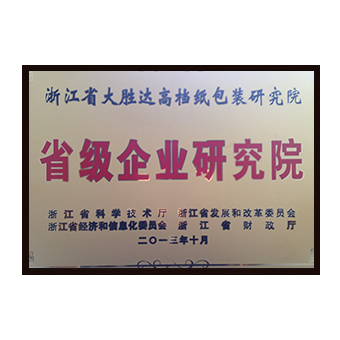 浙江省大胜达高档纸包装研究院
省级企业研究院
浙江省科学技术厅 浙江省发展和改革委员会
浙江省经济和信息化委员会 浙江省财政厅
二〇一三年十月